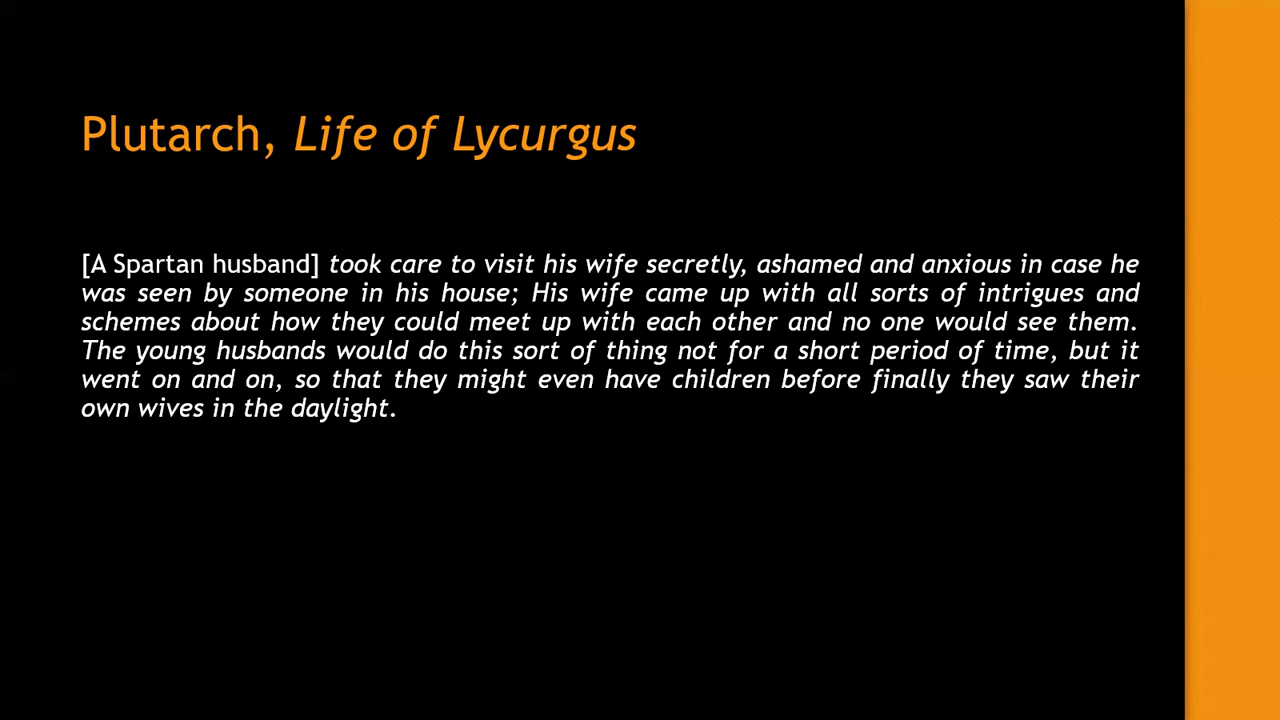 Plutarch, Life of Lycurgus
[A Spartan husband] took care to visit his wife secretly, ashamed and anxious in case he
was seen by someone in his house; His wife came up with all sorts of intrigues and
schemes about how they could meet up with each other and no one would see them.
The young husbands would do this sort of thing not for a short period of time, but it
went on and on, so that they might even have children before finally they saw their
own wives in the daylight.